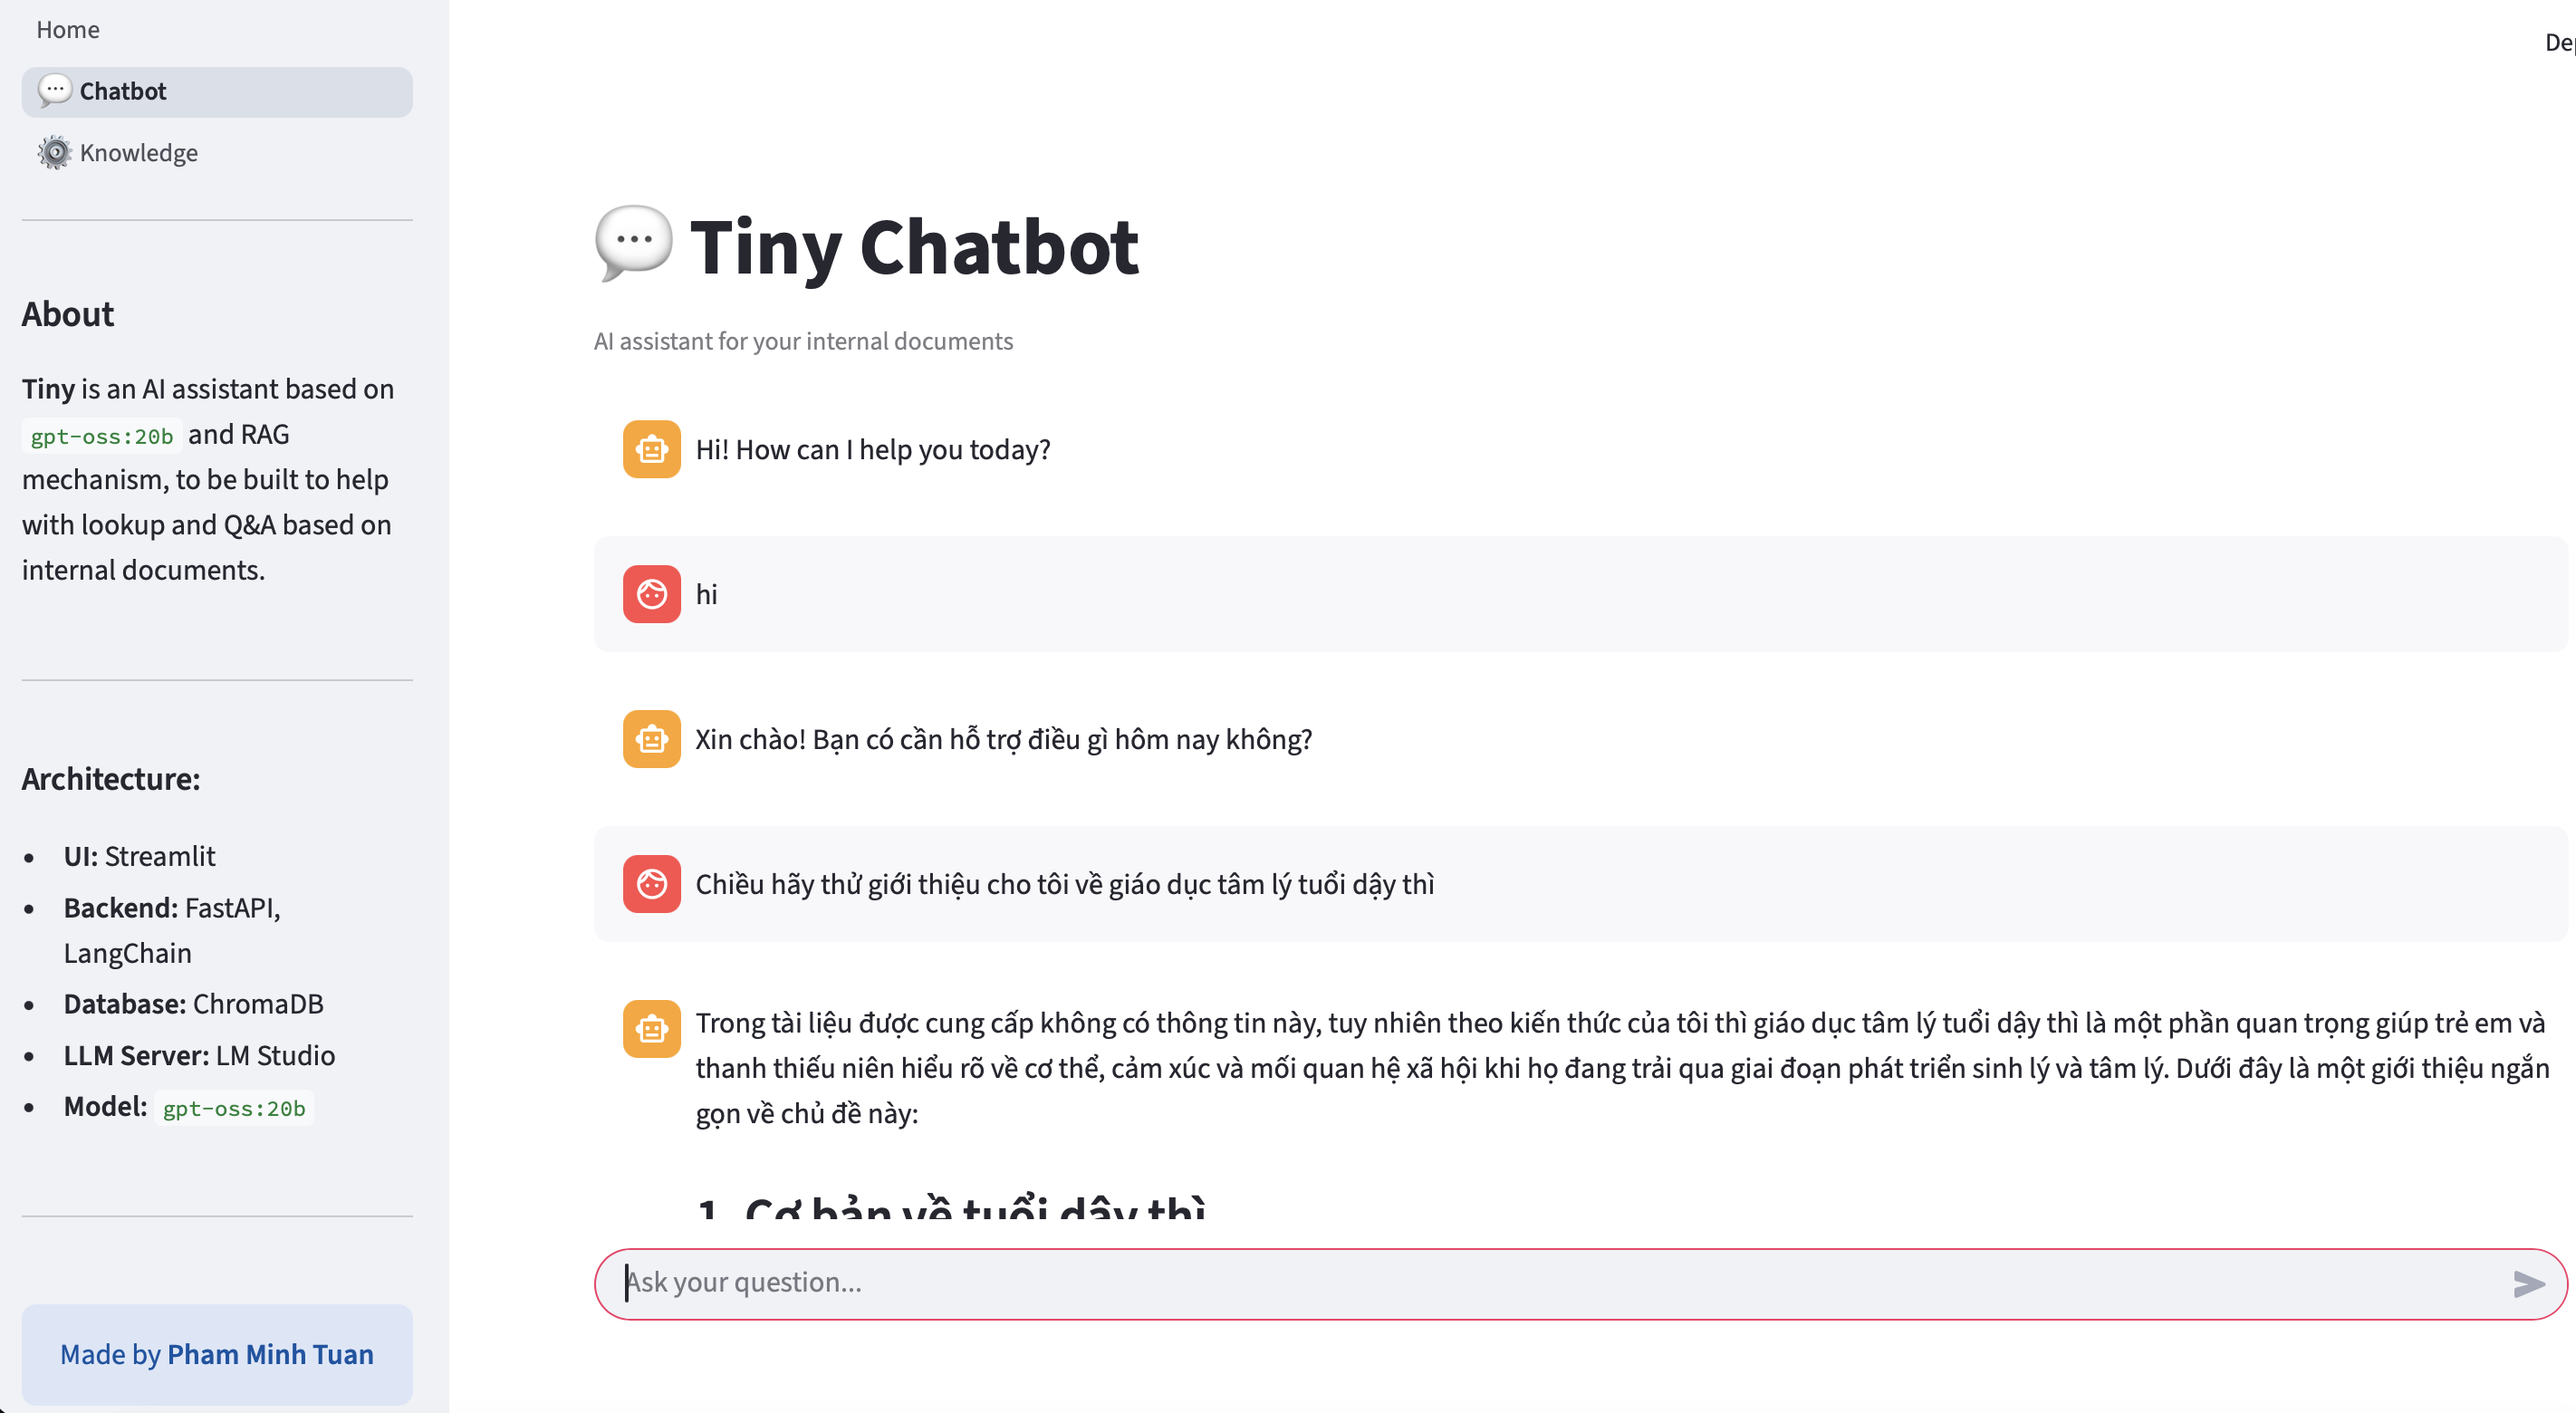 Home
Chatbot
Knowledge
About
Tiny is an AI assistant based on
gpt-oss:20b and RAG
mechanism, to be built to help
with lookup and Q&A based on
internal documents.
Architecture:
• UI: Streamlit
• Backend: FastAPI,
LangChain
• Database: ChromaDB
• LLM Server: LM Studio
• Model: gpt-oss:20b
Made by Pham Minh Tuan
Tiny Chatbot
AI assistant for your internal documents
Hi! How can I help you today?
hi
Xin chào! Bạn có cần hỗ trợ điều gì hôm nay không?
Chiều hãy thử giới thiệu cho tôi về giáo dục tâm lý tuổi dậy thì
Trong tài liệu được cung cấp không có thông tin này, tuy nhiên theo kiến thức của tôi thì giáo dục tâm lý tuổi dậy thì là một phần quan trọng giúp trẻ em và
thanh thiếu niên hiểu rõ về cơ thể, cảm xúc và mối quan hệ xã hội khi họ đang trải qua giai đoạn phát triển sinh lý và tâm lý. Dưới đây là một giới thiệu ngắn
gọn về chủ đề này:
1. Cơ bản về tuổi dậy thì
Ask your question...